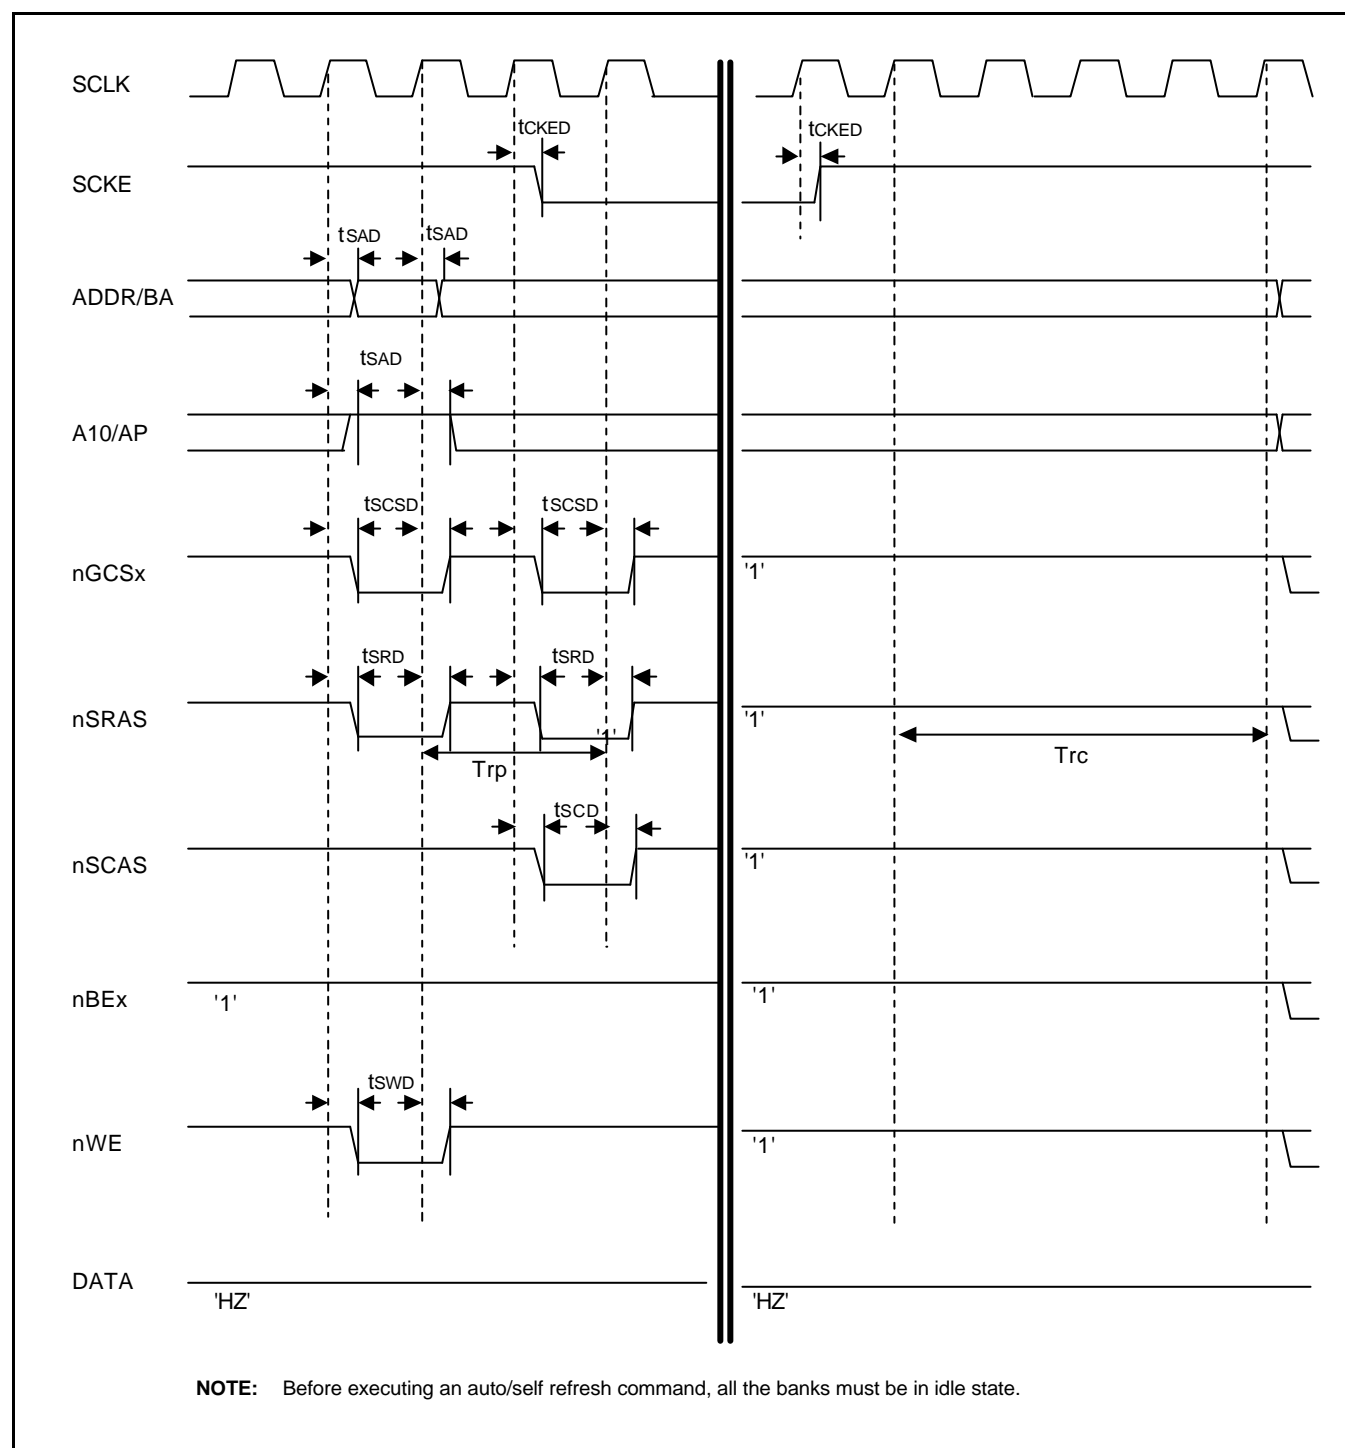 SCLK
tCKED
tCKED
SCKE
tSAD
tSAD
ADDR/BA
tSAD
A10/AP
tSCSD
tSCSD
nGCSx
'1'
tSRD
tSRD
nSRAS
'1'
'1'
Trp
Trc
tSCD
nSCAS
'1'
nBEx
'1'
'1'
tSWD
nWE
'1'
DATA
'HZ'
'HZ'
NOTE: Before executing an auto/self refresh command, all the banks must be in idle state.